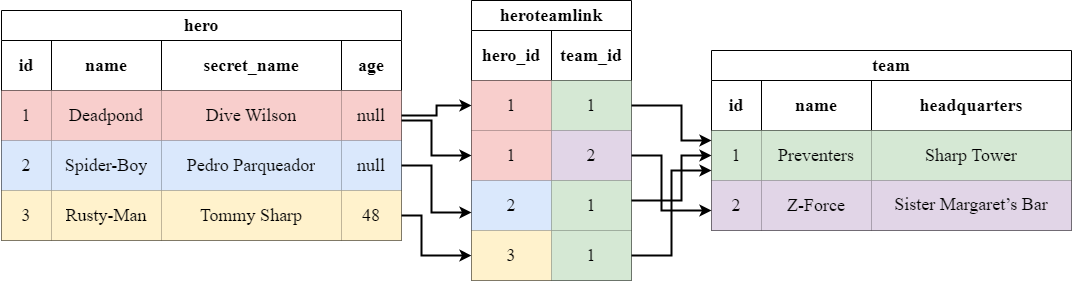 hero
id name secret_name age
1 Deadpond Dive Wilson null
2 Spider-Boy Pedro Parqueador null
3 Rusty-Man Tommy Sharp 48
heroteamlink
hero_id team_id
1 1
1 2
2 1
3 1
team
id name headquarters
1 Preventers Sharp Tower
2 Z-Force Sister Margaret’s Bar